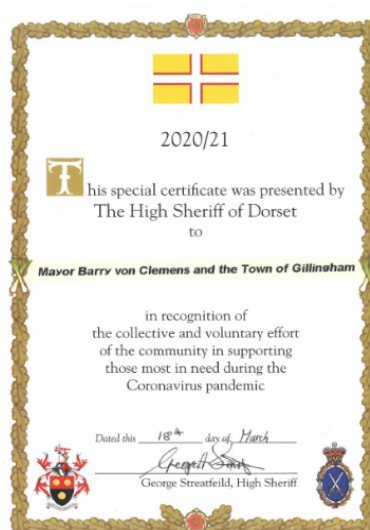 2020/21
This special certificate was presented by
The High Sheriff of Dorset
to
Mayor Barry von Clemens and the Town of Gillingham
in recognition of
the collective and voluntary effort
of the community in supporting
those most in need during the
Coronavirus pandemic
Dated this 18th day of March
George Streatfeild, High Sheriff